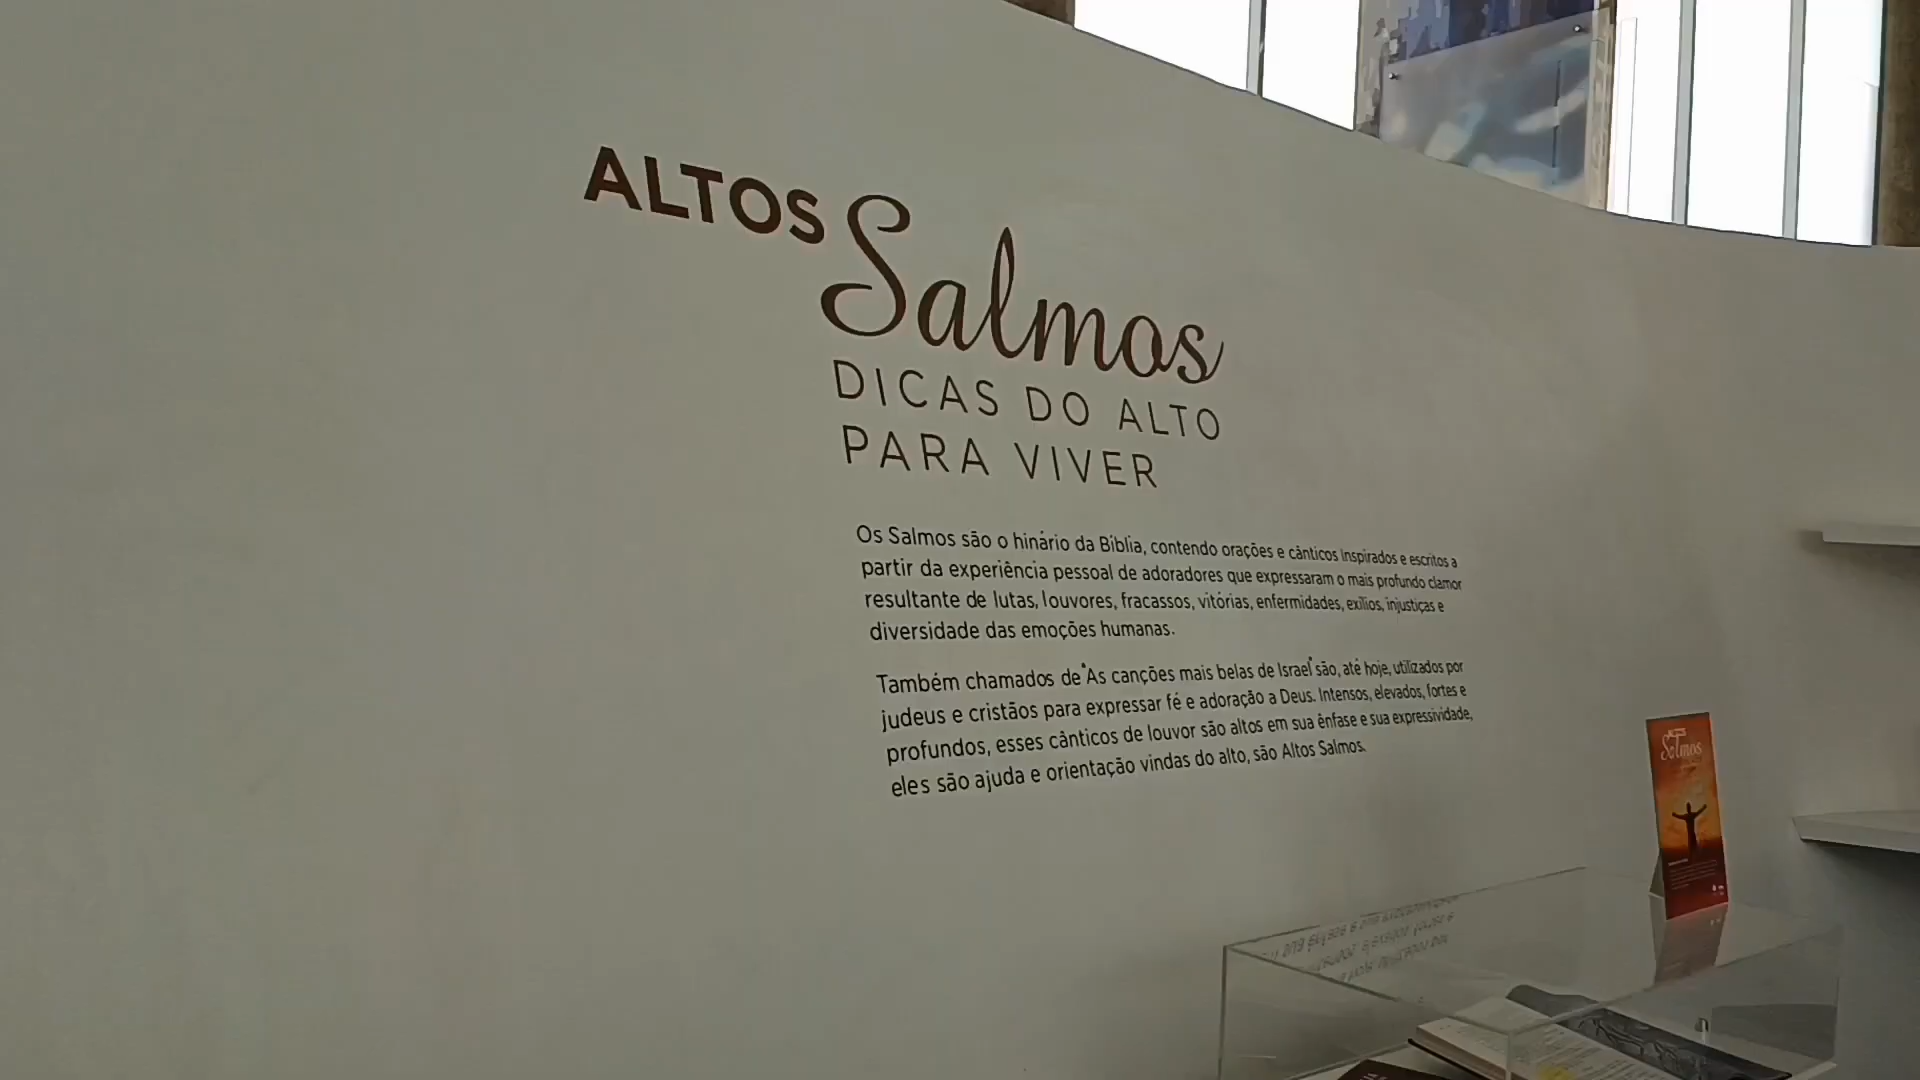 ALTOS
Salmos
DICAS DO ALTO
PARA VIVER
Os Salmos são o hinário da Bíblia, contendo orações e cânticos inspirados e escritos a
partir da experiência pessoal de adoradores que expressaram o mais profundo clamor
resultante de lutas, louvores, fracassos, vitórias, enfermidades, exílios, injustiças e
diversidade das emoções humanas.
Também chamados de "As canções mais belas de Israel" são, até hoje, utilizados por
judeus e cristãos para expressar fé e adoração a Deus. Intensos, elevados, fortes e
profundos, esses cânticos de louvor são altos em sua ênfase e sua expressividade,
eles são ajuda e orientação vindas do alto, são Altos Salmos.
ALTOS
Salmos